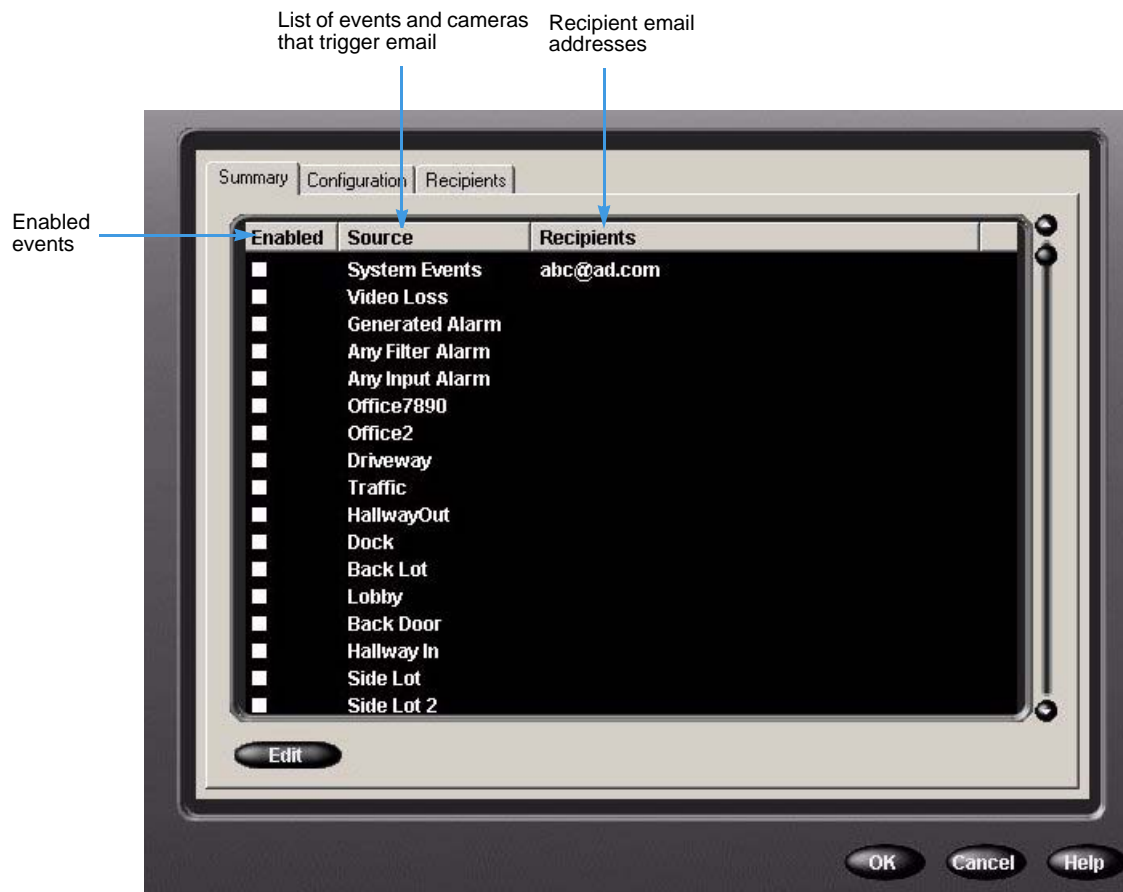 List of events and cameras
that trigger email
Recipient email
addresses
Enabled
events
Summary Configuration Recipients
Enabled Source Recipients
System Events abc@ad.com
Video Loss
Generated Alarm
Any Filter Alarm
Any Input Alarm
Office7890
Office2
Driveway
Traffic
HallwayOut
Dock
Back Lot
Lobby
Back Door
Hallway In
Side Lot
Side Lot 2
Edit
OK Cancel Help